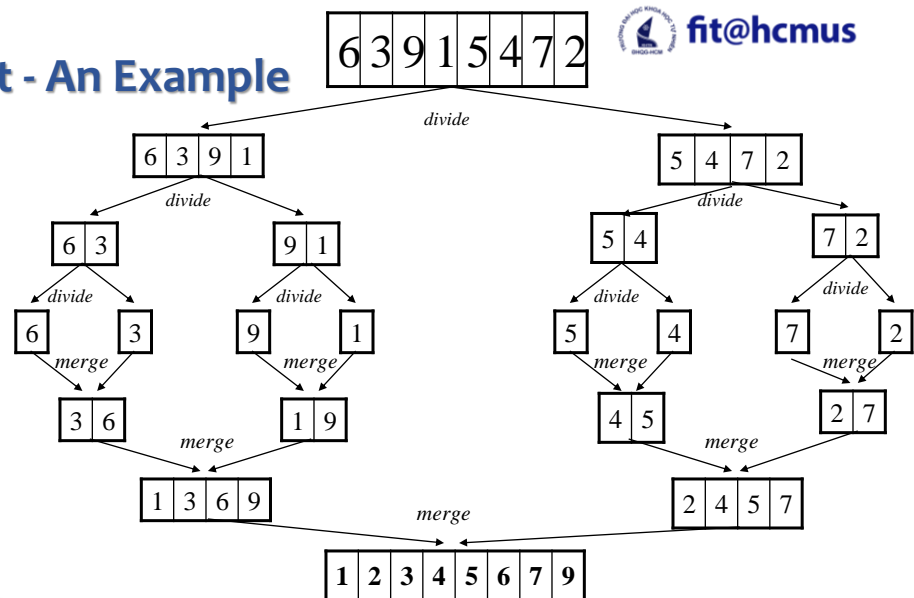 fit@hcmus
t - An Example
6 3 9 1 5 4 7 2
divide
6 3 9 1
5 4 7 2
divide
divide
6 3
9 1
5 4
7 2
divide
divide
divide
divide
6
3
9
1
5
4
7
2
merge
merge
merge
merge
3 6
1 9
4 5
2 7
merge
merge
1 3 6 9
2 4 5 7
merge
1 2 3 4 5 6 7 9